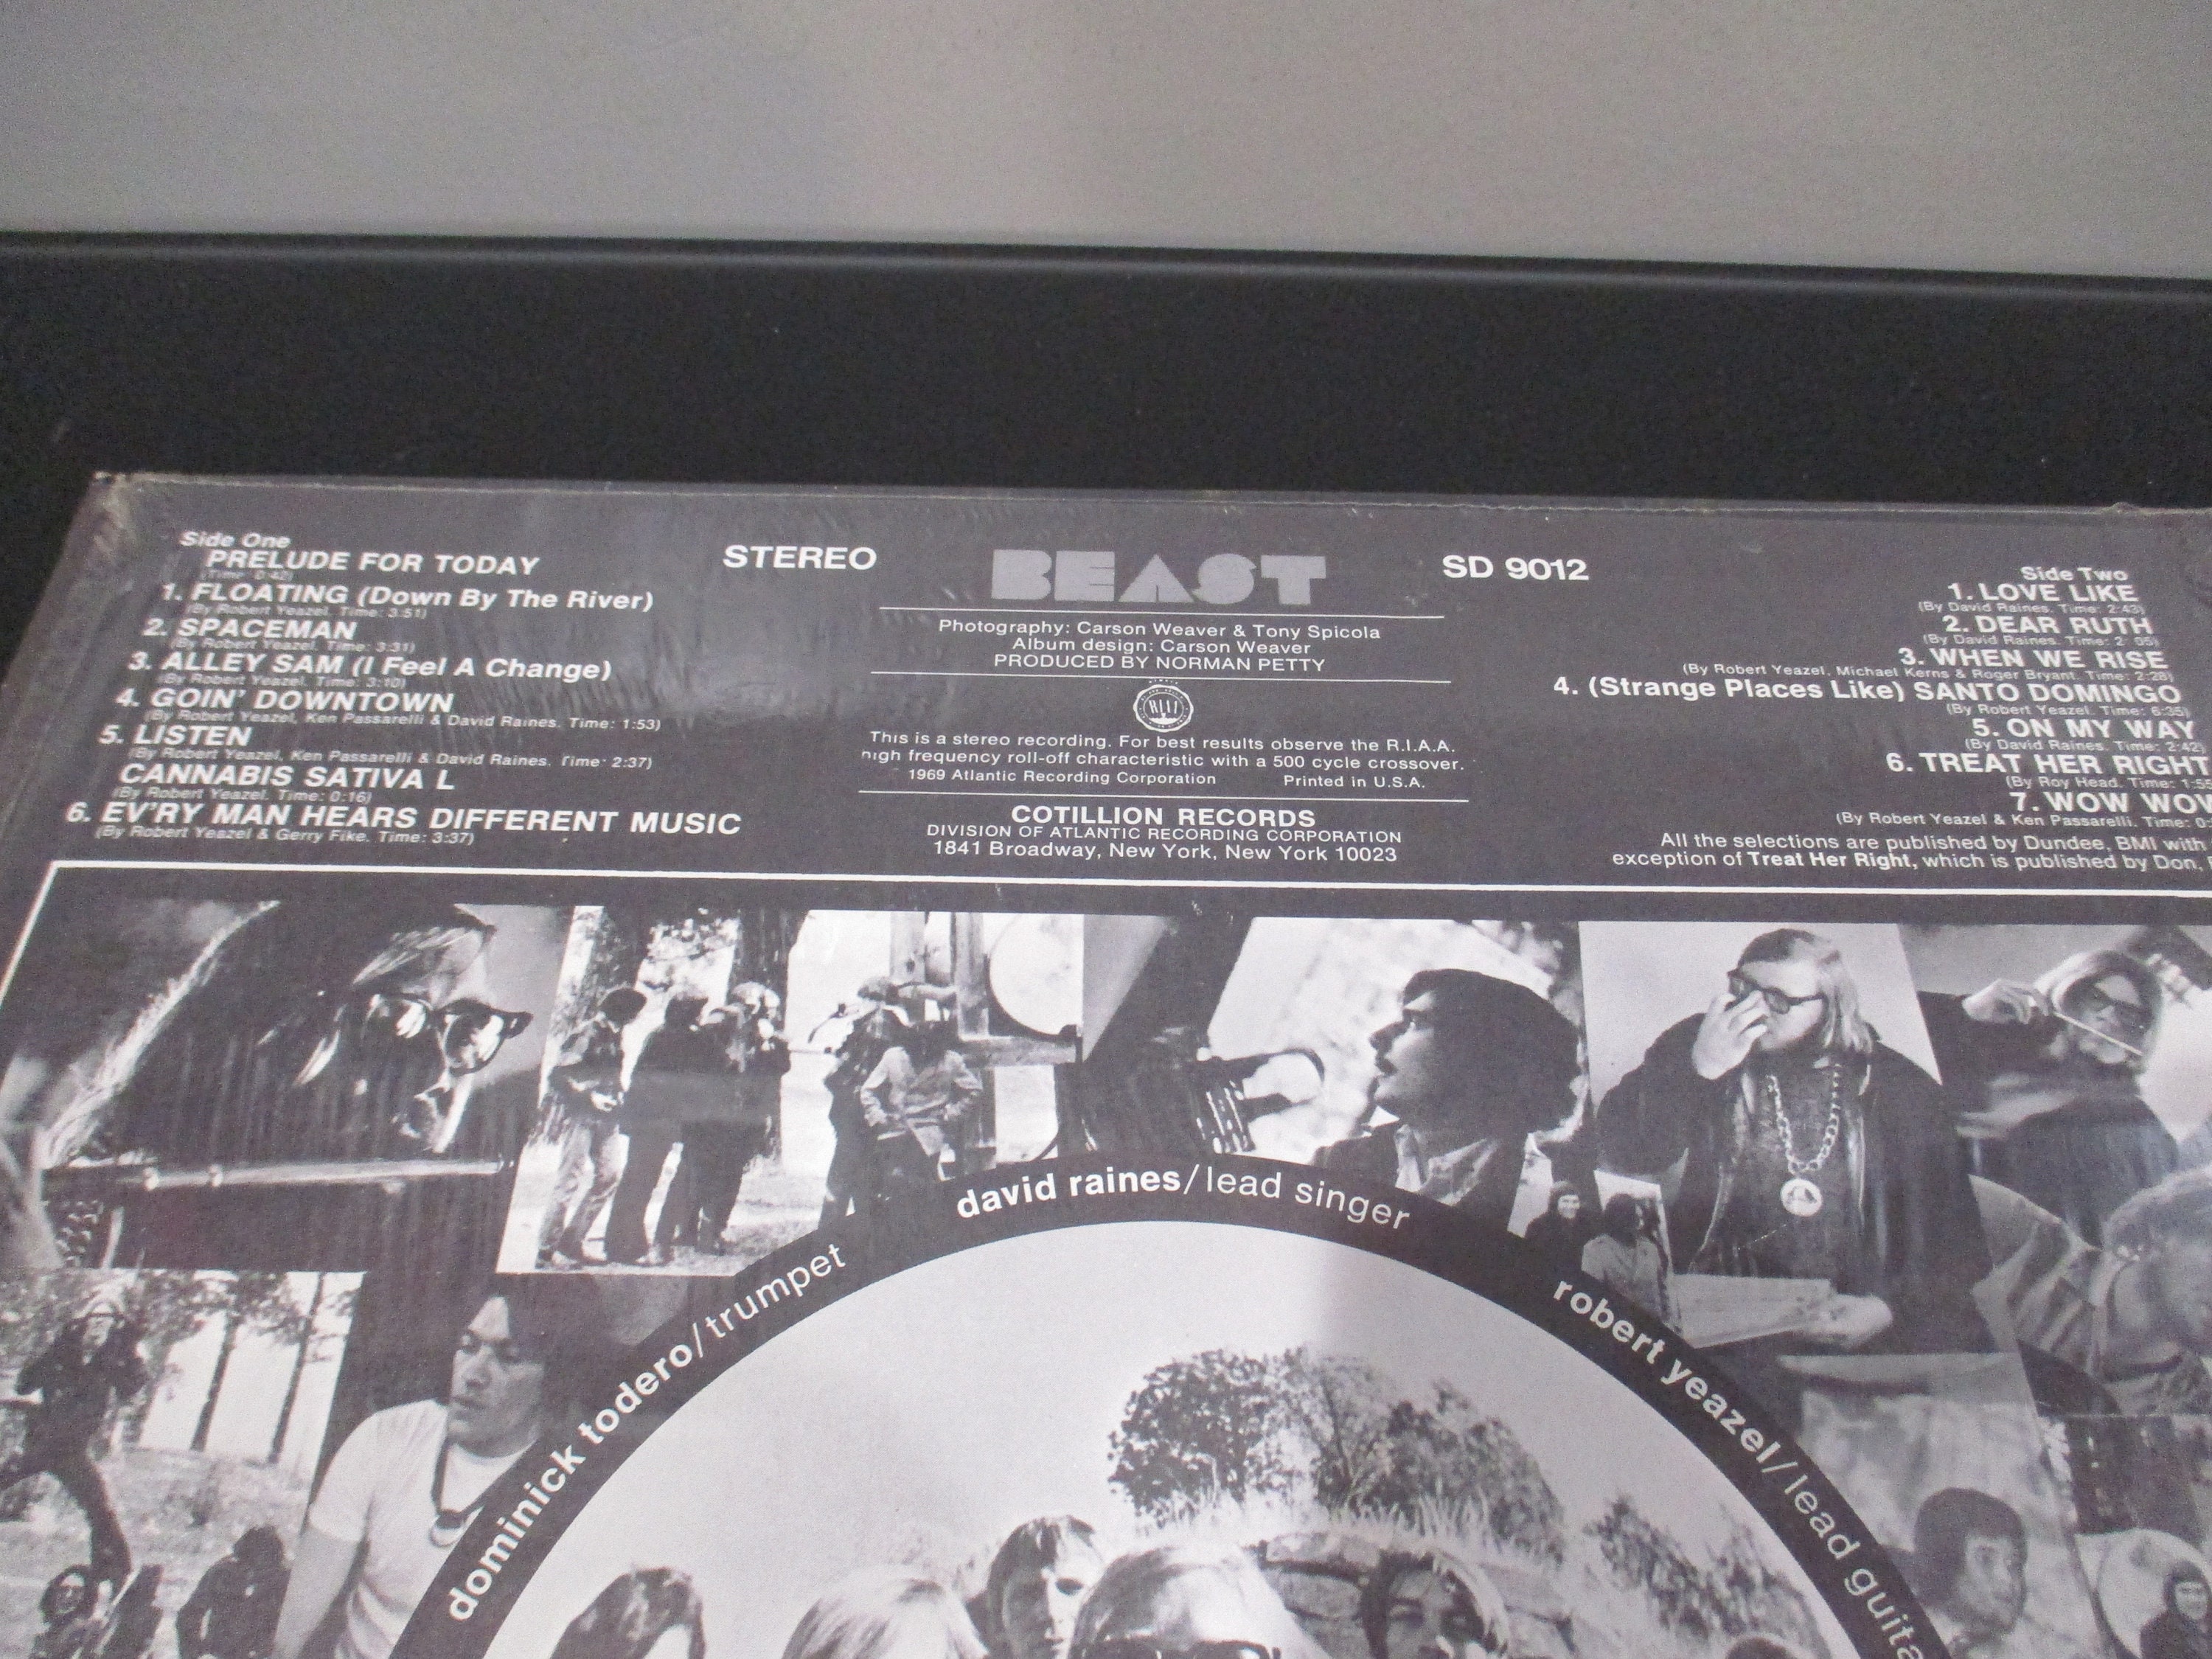 Side One
PRELUDE FOR TODAY
(Time: 0:42)
1. FLOATING (Down By The River)
(By Robert Yeazel. Time: 3:51)
2. SPACEMAN
(By Robert Yeazel. Time: 3:31)
3. ALLEY SAM (I Feel A Change)
(By Robert Yeazel. Time: 3:10)
4. GOIN' DOWNTOWN
(By Robert Yeazel, Ken Passarelli & David Raines. Time: 1:53)
5. LISTEN
(By Robert Yeazel, Ken Passarelli & David Raines. Time: 2:37)
CANNABIS SATIVA L
(By Robert Yeazel. Time: 0:16)
6. EV'RY MAN HEARS DIFFERENT MUSIC
(By Robert Yeazel & Gerry Fike. Time: 3:37)
STEREO
BEAST
SD 9012
Photography: Carson Weaver & Tony Spicola
Album design: Carson Weaver
PRODUCED BY NORMAN PETTY
This is a stereo recording. For best results observe the R.I.A.A.
high frequency roll-off characteristic with a 500 cycle crossover.
1969 Atlantic Recording Corporation Printed in U.S.A.
COTILLION RECORDS
DIVISION OF ATLANTIC RECORDING CORPORATION
1841 Broadway, New York, New York 10023
Side Two
1. LOVE LIKE
(By David Raines. Time: 2:43)
2. DEAR RUTH
(By David Raines. Time: 2:05)
3. WHEN WE RISE
(By Robert Yeazel, Michael Kerns & Roger Bryant. Time: 2:28)
4. (Strange Places Like) SANTO DOMINGO
(By Robert Yeazel. Time: 6:35)
5. ON MY WAY
(By David Raines. Time: 2:42)
6. TREAT HER RIGHT
(By Roy Head. Time: 1:55
7. WOW WOW
(By Robert Yeazel & Ken Passarelli. Time: 0:
All the selections are published by Dundee, BMI with
exception of Treat Her Right, which is published by Don,
dominick todero/trumpet
david raines/lead singer
robert yeazel/lead guita